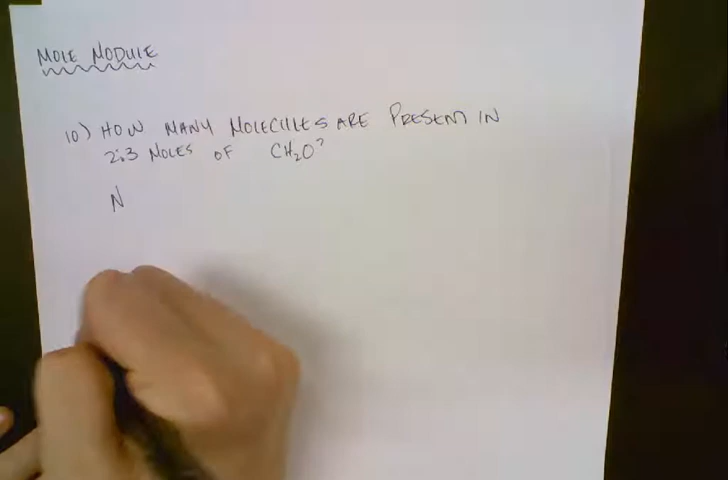 MOLE MODULE
10) HOW MANY MOLECULES ARE PRESENT IN
2.3 MOLES OF CH₂O?
N